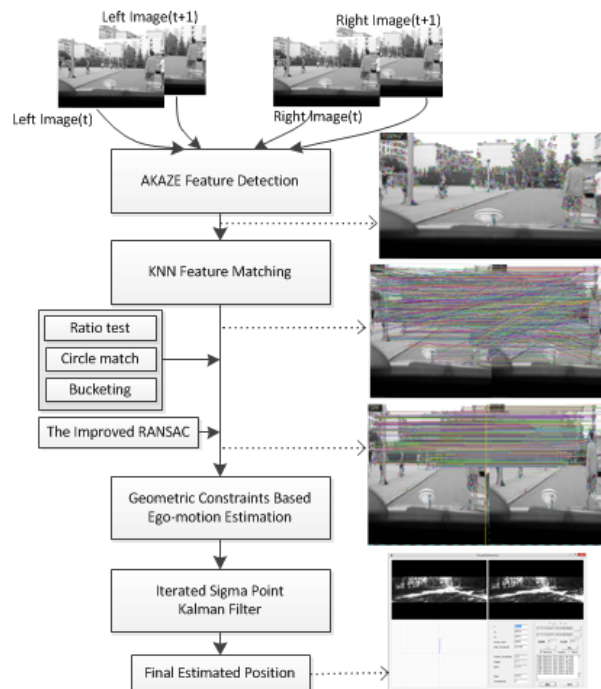 Left Image(t+1)
Right Image(t+1)
Left Image(t)
Right Image(t)
AKAZE Feature Detection
KNN Feature Matching
Ratio test
Circle match
Bucketing
The Improved RANSAC
Geometric Constraints Based
Ego-motion Estimation
Iterated Sigma Point
Kalman Filter
Final Estimated Position